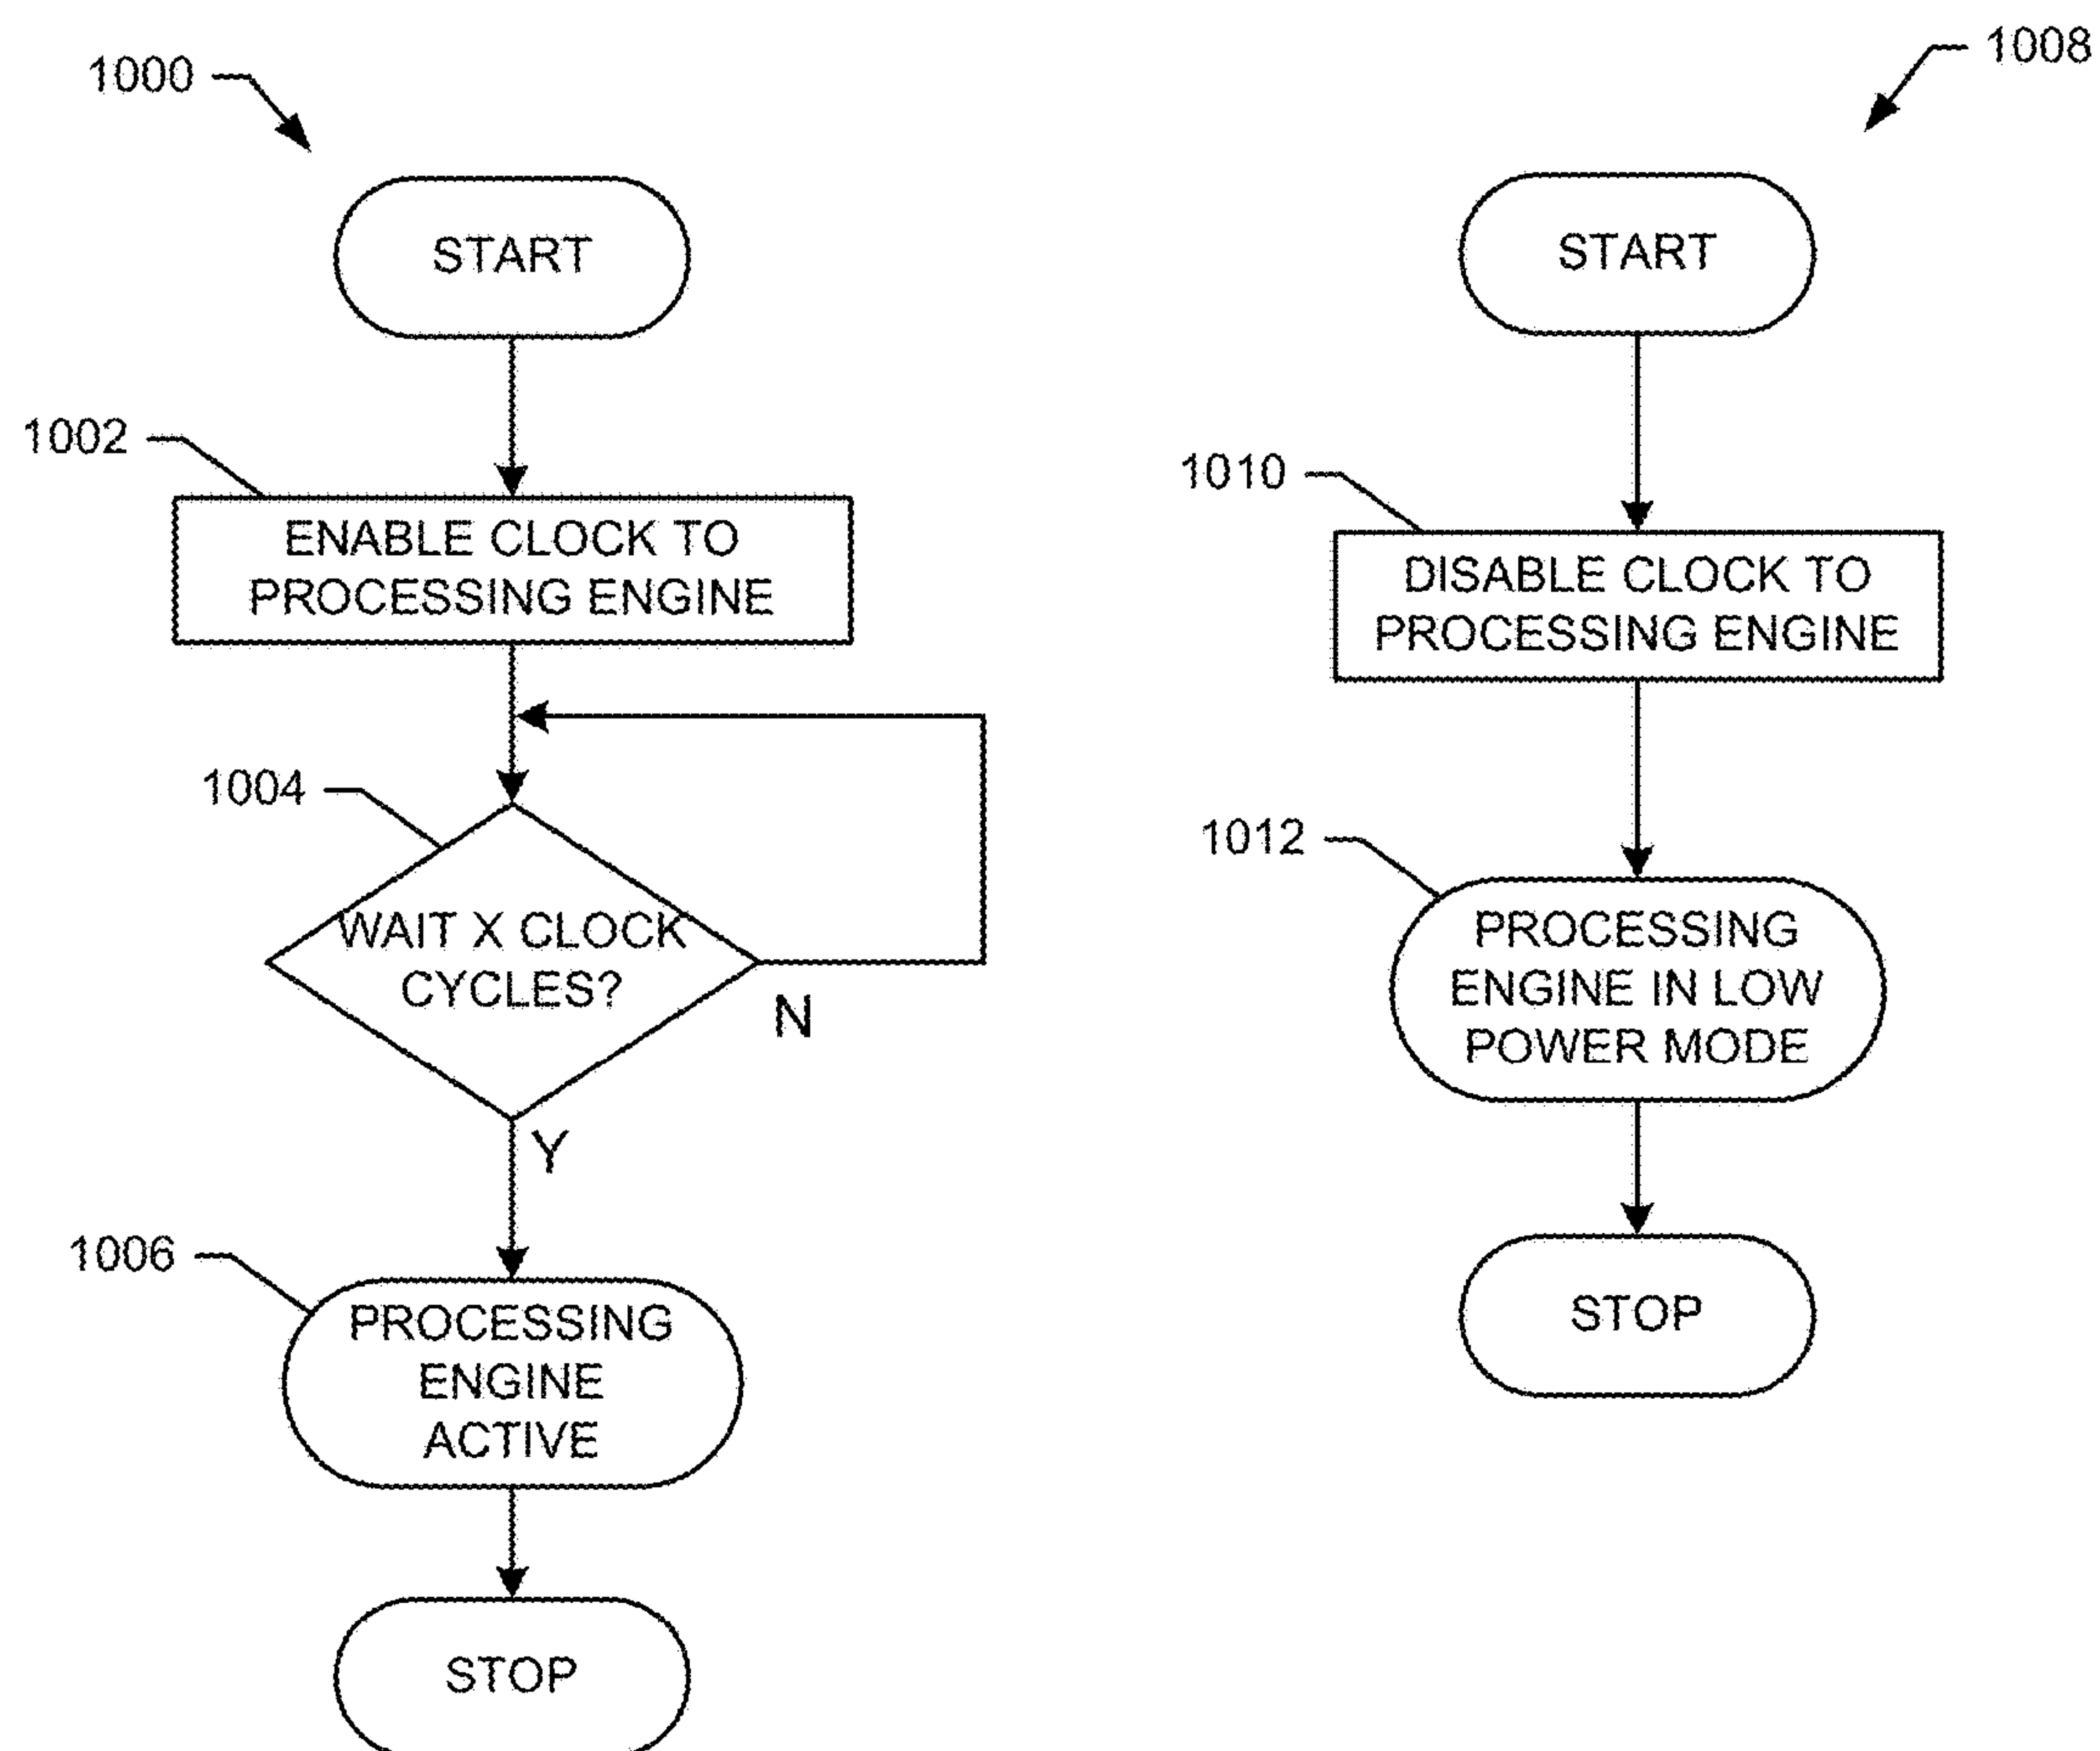 1000
START
1002
ENABLE CLOCK TO
PROCESSING ENGINE
1004
WAIT X CLOCK
CYCLES?
N
Y
1006
PROCESSING
ENGINE
ACTIVE
STOP
1008
START
1010
DISABLE CLOCK TO
PROCESSING ENGINE
1012
PROCESSING
ENGINE IN LOW
POWER MODE
STOP